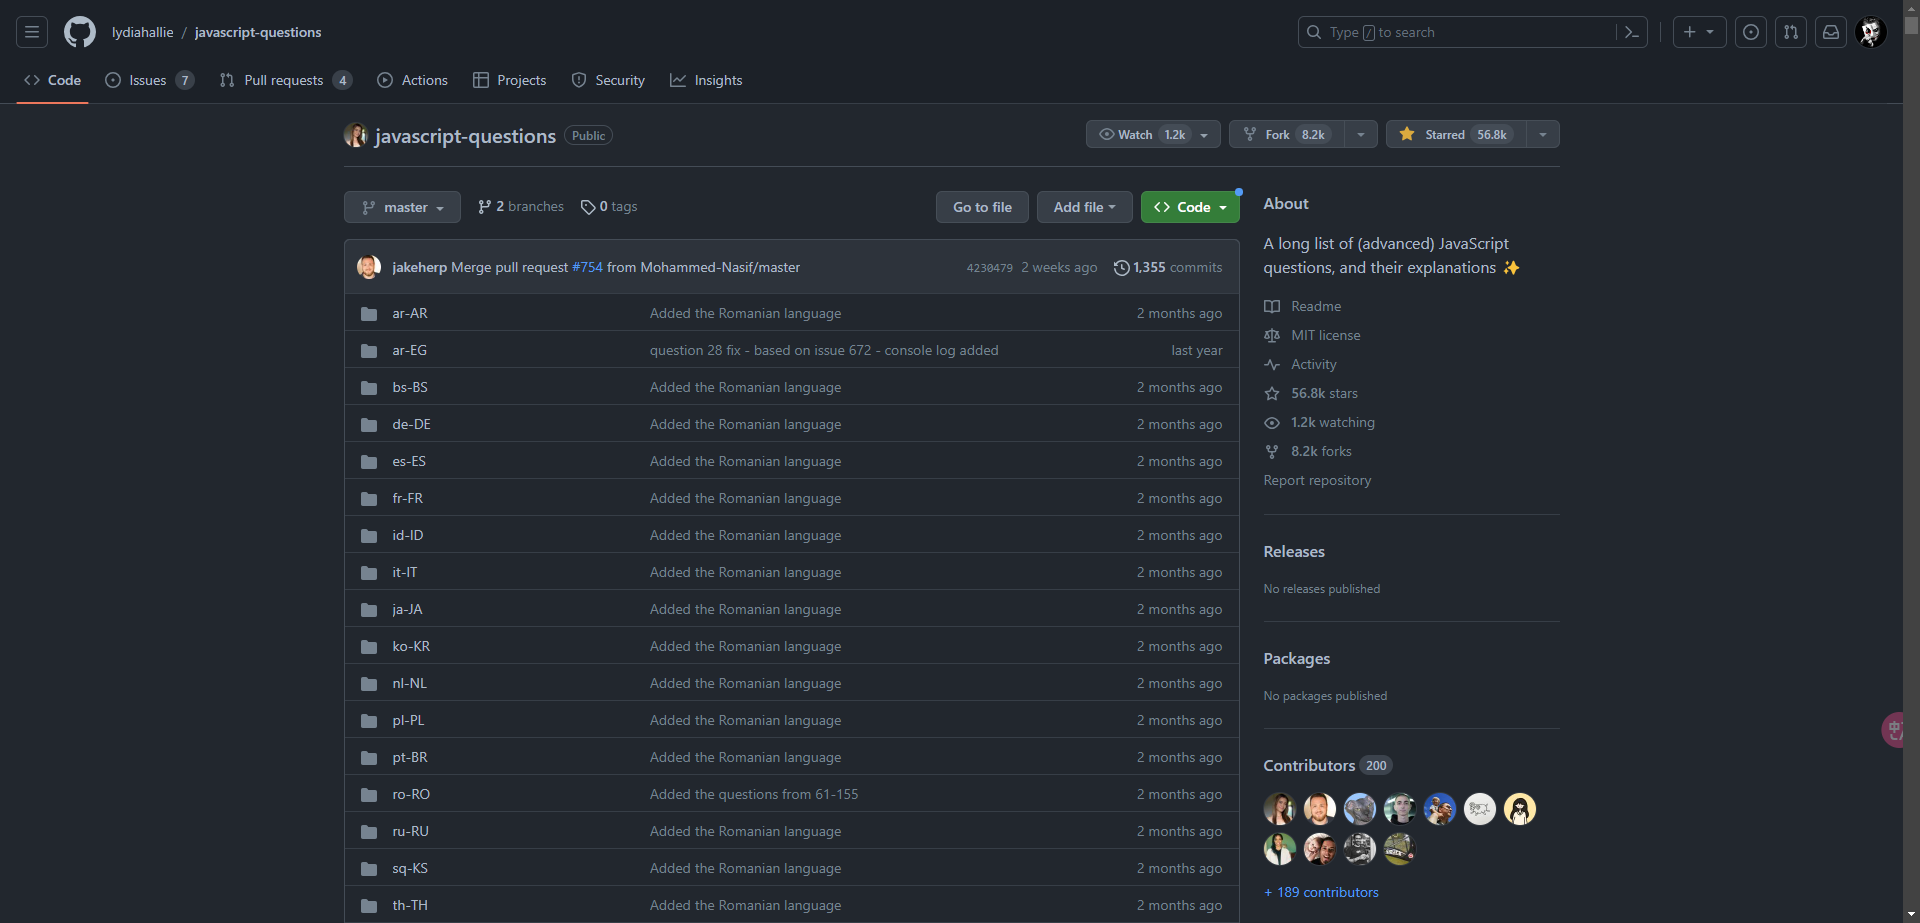 lydiahallie / javascript-questions
Type / to search
Code Issues 7 Pull requests 4 Actions Projects Security Insights
javascript-questions Public
Watch 1.2k Fork 8.2k Starred 56.8k
master 2 branches 0 tags Go to file Add file Code
jakeherp Merge pull request #754 from Mohammed-Nasif/master 4230479 2 weeks ago 1,355 commits
ar-AR Added the Romanian language 2 months ago
ar-EG question 28 fix - based on issue 672 - console log added last year
bs-BS Added the Romanian language 2 months ago
de-DE Added the Romanian language 2 months ago
es-ES Added the Romanian language 2 months ago
fr-FR Added the Romanian language 2 months ago
id-ID Added the Romanian language 2 months ago
it-IT Added the Romanian language 2 months ago
ja-JA Added the Romanian language 2 months ago
ko-KR Added the Romanian language 2 months ago
nl-NL Added the Romanian language 2 months ago
pl-PL Added the Romanian language 2 months ago
pt-BR Added the Romanian language 2 months ago
ro-RO Added the questions from 61-155 2 months ago
ru-RU Added the Romanian language 2 months ago
sq-KS Added the Romanian language 2 months ago
th-TH Added the Romanian language 2 months ago
About
A long list of (advanced) JavaScript
questions, and their explanations ✨
Readme
MIT license
Activity
56.8k stars
1.2k watching
8.2k forks
Report repository
Releases
No releases published
Packages
No packages published
Contributors 200
+ 189 contributors